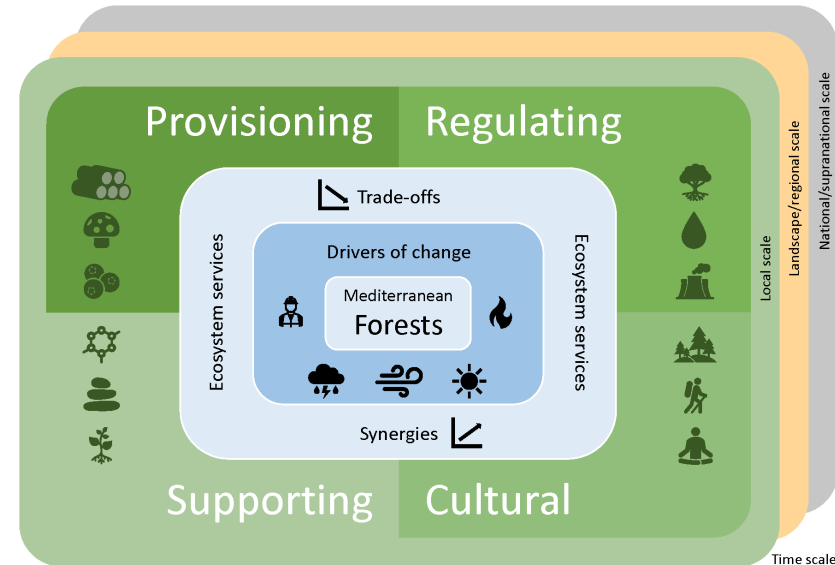 Provisioning
Regulating
Trade-offs
Drivers of change
Mediterranean
Forests
Ecosystem services
Ecosystem services
Synergies
Supporting
Cultural
Local scale
Landscape/regional scale
National/supranational scale
Time scale